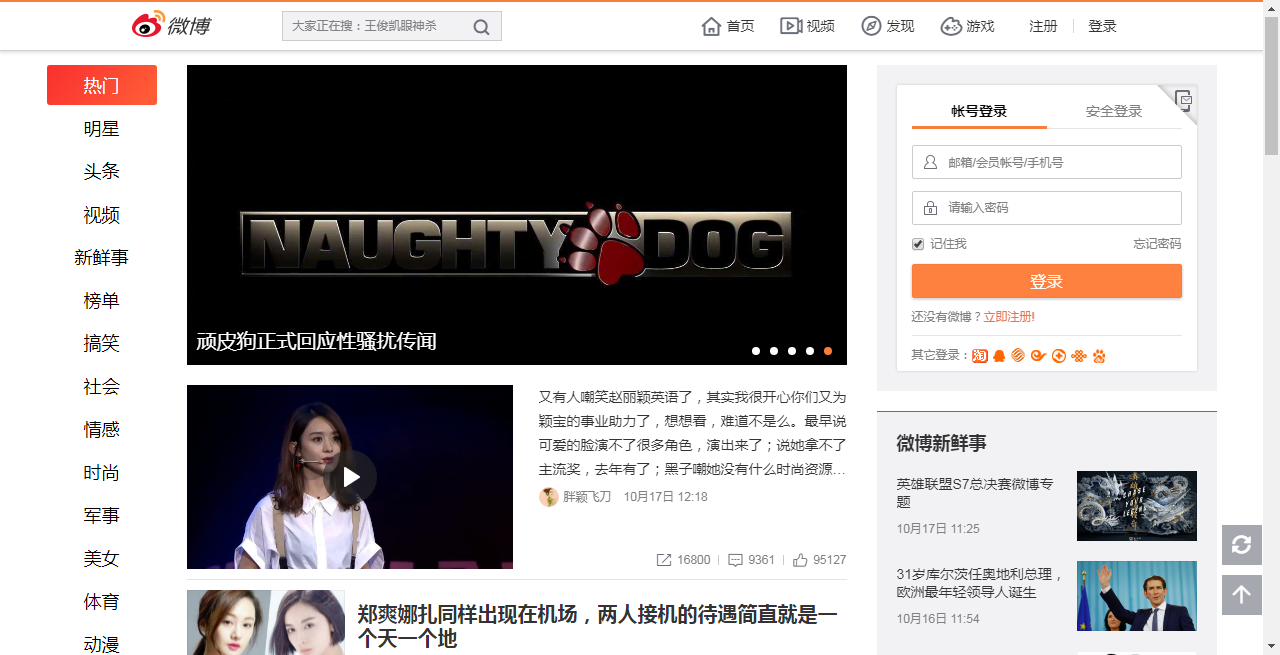 微博
大家正在搜：王俊凯眼神杀
首页
视频
发现
游戏
注册
登录
热门
明星
头条
视频
新鲜事
榜单
搞笑
社会
情感
时尚
军事
美女
体育
动漫
NAUGHTY DOG
顽皮狗正式回应性骚扰传闻
又有人嘲笑赵丽颖英语了，其实我很开心你们又为
颖宝的事业助力了，想想看，难道不是么。最早说
可爱的脸演不了很多角色，演出来了；说她拿不了
主流奖，去年有了；黑子嘲她没有什么时尚资源…
胖颖飞刀 10月17日 12:18
16800
9361
95127
郑爽娜扎同样出现在机场，两人接机的待遇简直就是一
个天一个地
帐号登录
安全登录
邮箱/会员帐号/手机号
请输入密码
记住我
忘记密码
登录
还没有微博？立即注册!
其它登录：
淘
微博新鲜事
英雄联盟S7总决赛微博专
题
10月17日 11:25
31岁库尔茨任奥地利总理，
欧洲最年轻领导人诞生
10月16日 11:54